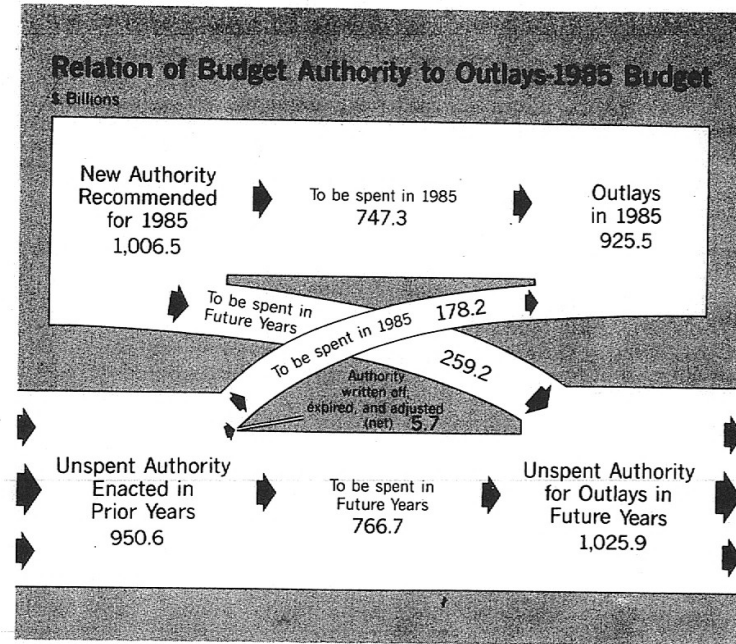 Relation of Budget Authority to Outlays-1985 Budget
$ Billions
New Authority
Recommended
for 1985
1,006.5
To be spent in 1985
747.3
Outlays
in 1985
925.5
To be spent in
Future Years
259.2
To be spent in 1985 178.2
Authority
written off,
expired, and adjusted
(net) 5.7
Unspent Authority
Enacted in
Prior Years
950.6
To be spent in
Future Years
766.7
Unspent Authority
for Outlays in
Future Years
1,025.9